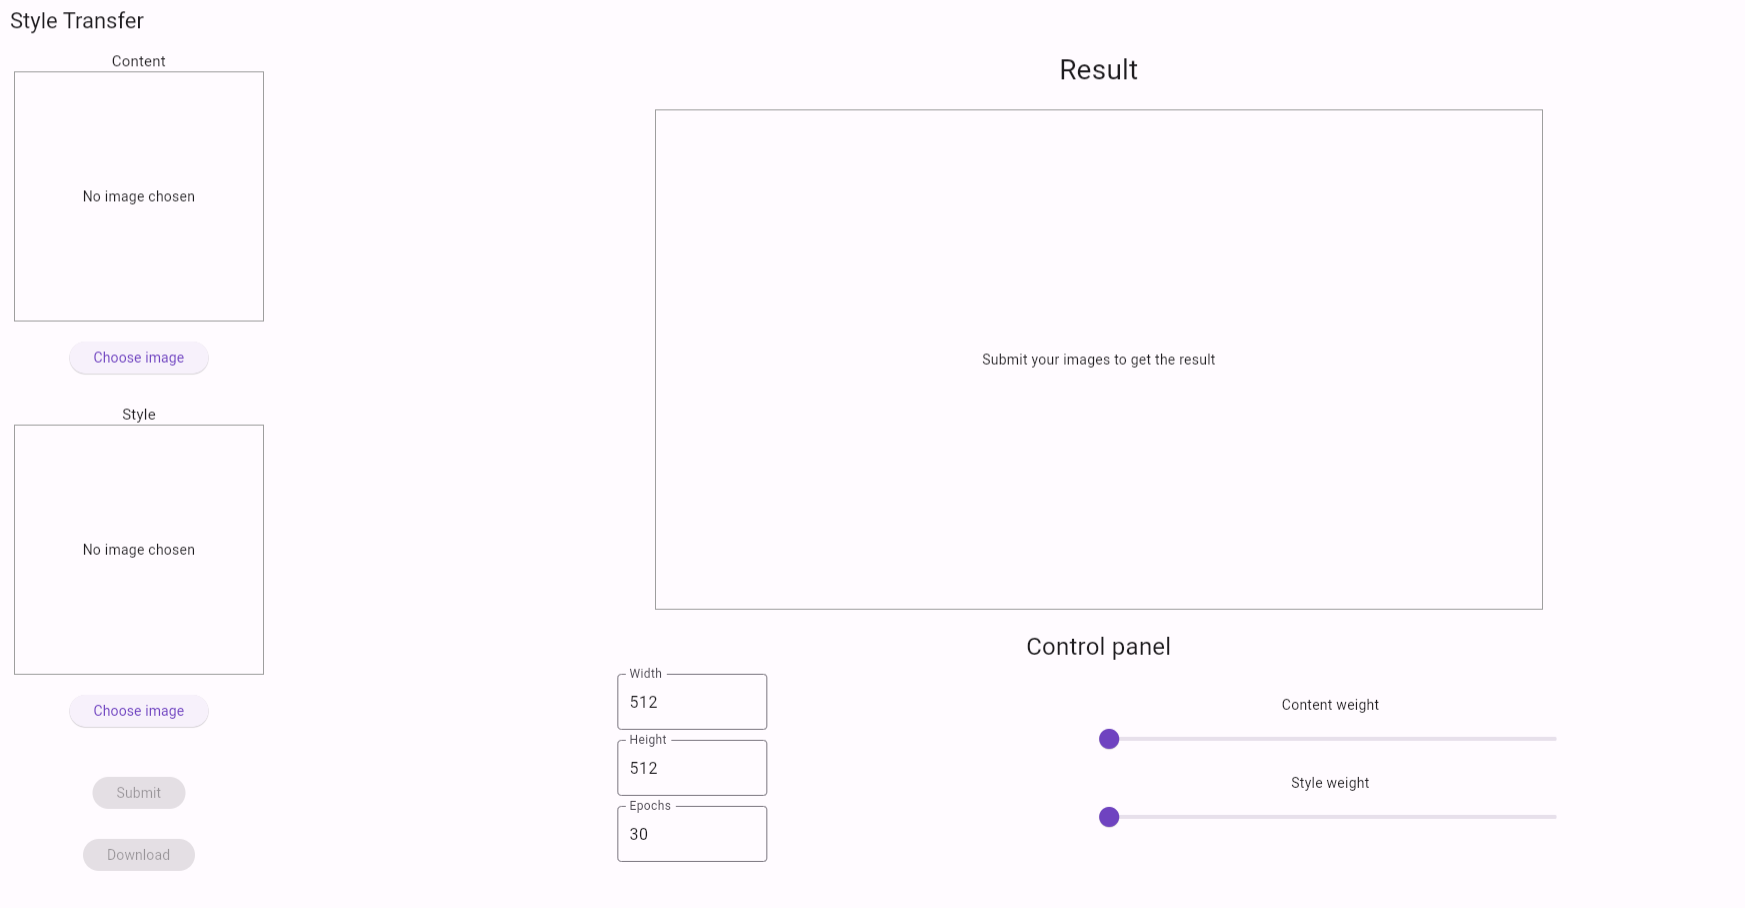 Style Transfer
Content
No image chosen
Choose image
Style
No image chosen
Choose image
Submit
Download
Result
Submit your images to get the result
Control panel
Width
512
Height
512
Epochs
30
Content weight
Style weight